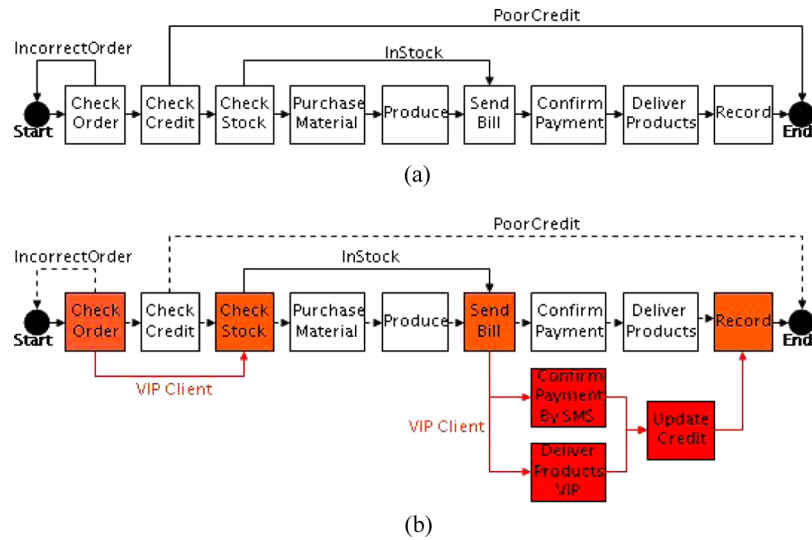 PoorCredit
IncorrectOrder
InStock
Check
Order
Check
Credit
Check
Stock
Purchase
Material
Produce
Send
Bill
Confirm
Payment
Deliver
Products
Record
Start
End
(a)
PoorCredit
IncorrectOrder
InStock
Check
Order
Check
Credit
Check
Stock
Purchase
Material
Produce
Send
Bill
Confirm
Payment
Deliver
Products
Record
Start
End
VIP Client
VIP Client
Confirm
Payment
By SMS
Deliver
Products
VIP
Update
Credit
(b)